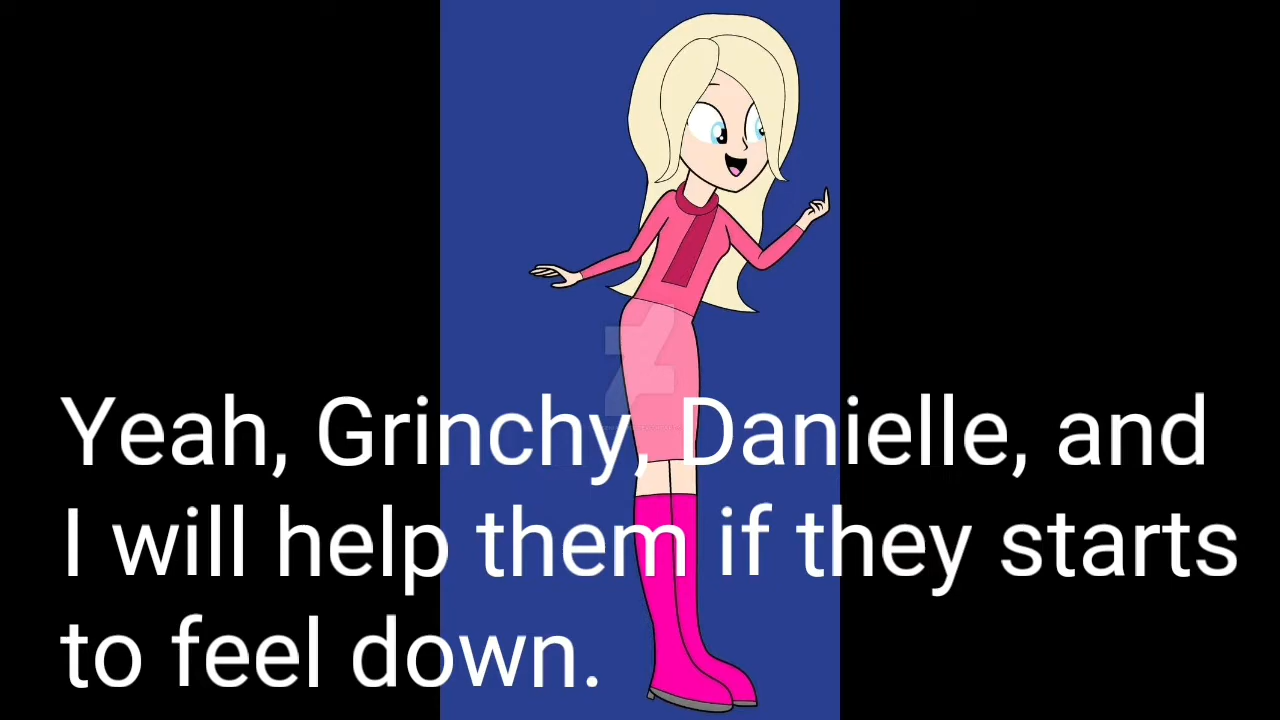 Yeah, Grinchy, Danielle, and
I will help them if they starts
to feel down.